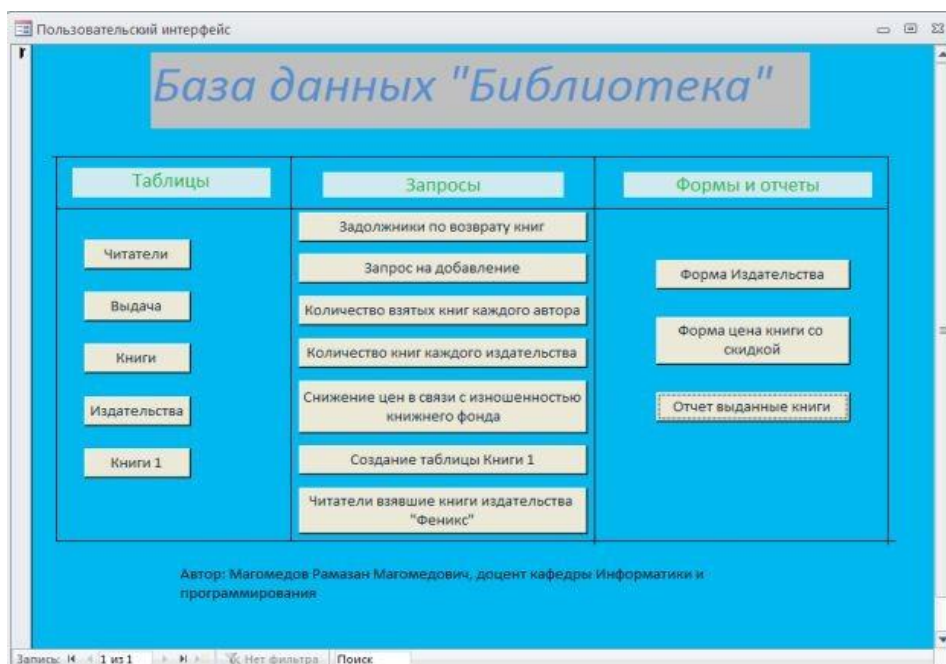 Пользовательский интерфейс
База данных "Библиотека"
Таблицы
Читатели
Выдача
Книги
Издательства
Книги 1
Запросы
Задолжники по возврату книг
Запрос на добавление
Количество взятых книг каждого автора
Количество книг каждого издательства
Снижение цен в связи с изношенностью
книжнего фонда
Создание таблицы Книги 1
Читатели взявшие книги издательства
"Феникс"
Формы и отчеты
Форма Издательства
Форма цена книги со
скидкой
Отчет выданные книги
Автор: Магомедов Рамазан Магомедович, доцент кафедры Информатики и
программирования
Запись: 1 из 1 Нет фильтра Поиск